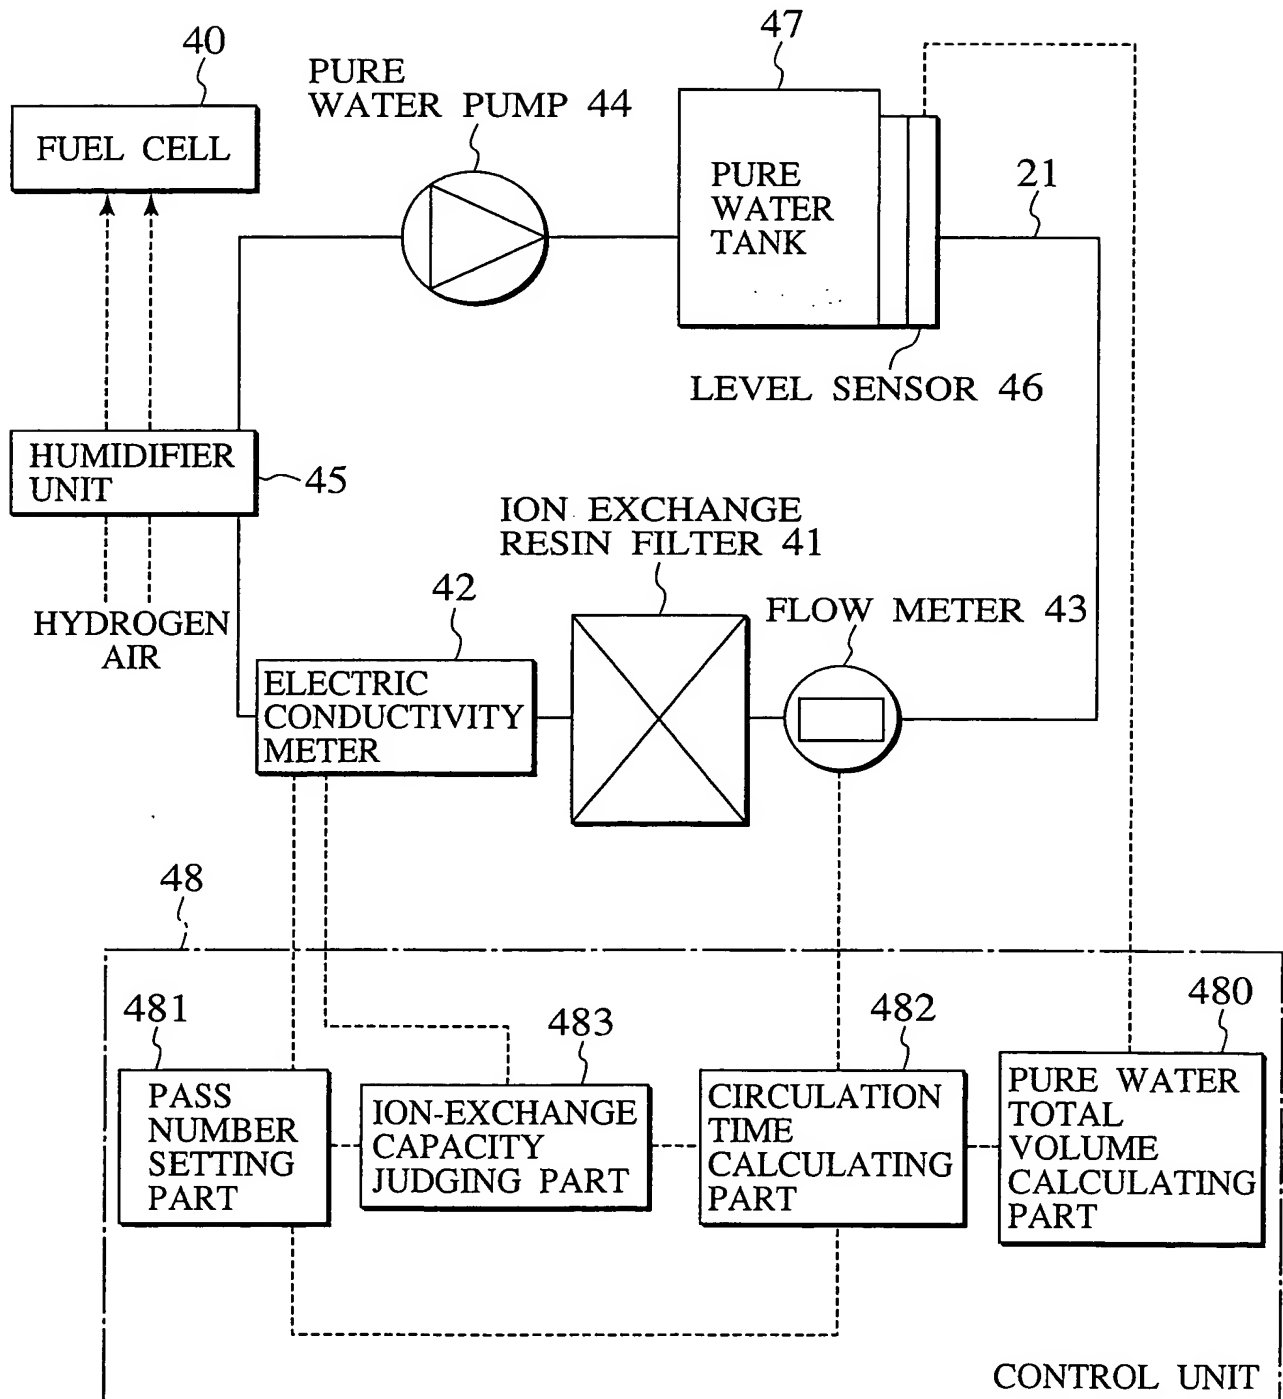 40
FUEL CELL
PURE
WATER PUMP 44
47
PURE
WATER
TANK
21
LEVEL SENSOR 46
HUMIDIFIER
UNIT
45
HYDROGEN
AIR
ION EXCHANGE
RESIN FILTER 41
42
ELECTRIC
CONDUCTIVITY
METER
FLOW METER 43
48
481
PASS
NUMBER
SETTING
PART
483
ION-EXCHANGE
CAPACITY
JUDGING PART
482
CIRCULATION
TIME
CALCULATING
PART
480
PURE WATER
TOTAL
VOLUME
CALCULATING
PART
CONTROL UNIT